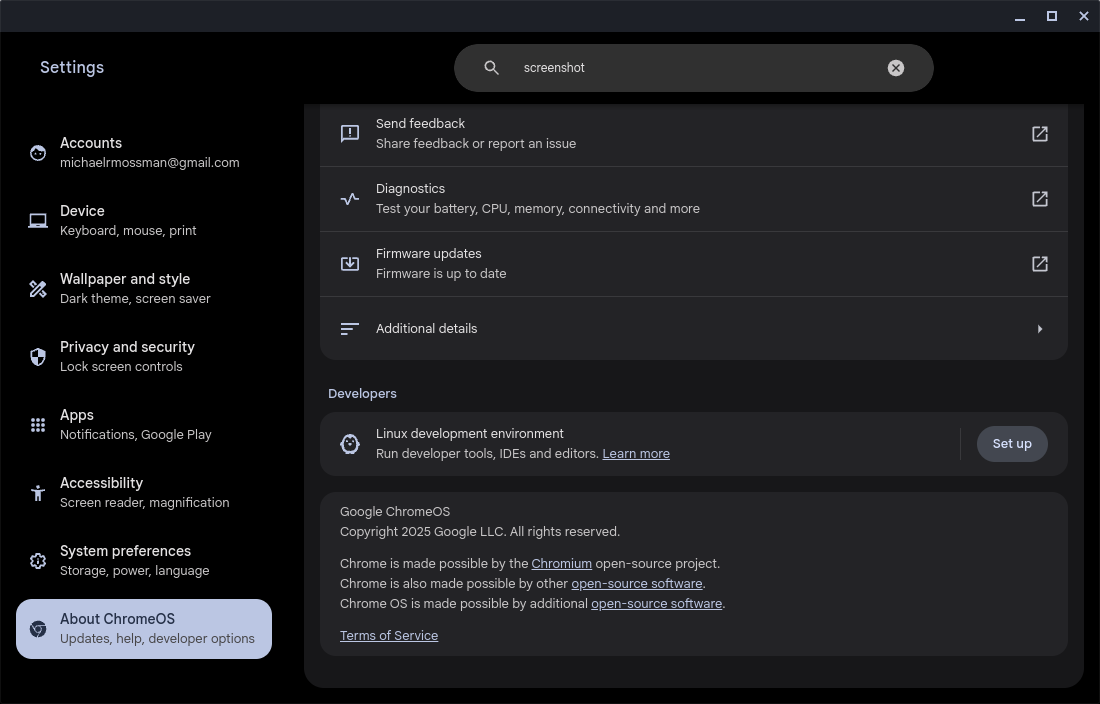 Settings
screenshot
Accounts
michaelrmossman@gmail.com
Device
Keyboard, mouse, print
Wallpaper and style
Dark theme, screen saver
Privacy and security
Lock screen controls
Apps
Notifications, Google Play
Accessibility
Screen reader, magnification
System preferences
Storage, power, language
About ChromeOS
Updates, help, developer options
Send feedback
Share feedback or report an issue
Diagnostics
Test your battery, CPU, memory, connectivity and more
Firmware updates
Firmware is up to date
Additional details
Developers
Linux development environment
Run developer tools, IDEs and editors. Learn more
Set up
Google ChromeOS
Copyright 2025 Google LLC. All rights reserved.
Chrome is made possible by the Chromium open-source project.
Chrome is also made possible by other open-source software.
Chrome OS is made possible by additional open-source software.
Terms of Service